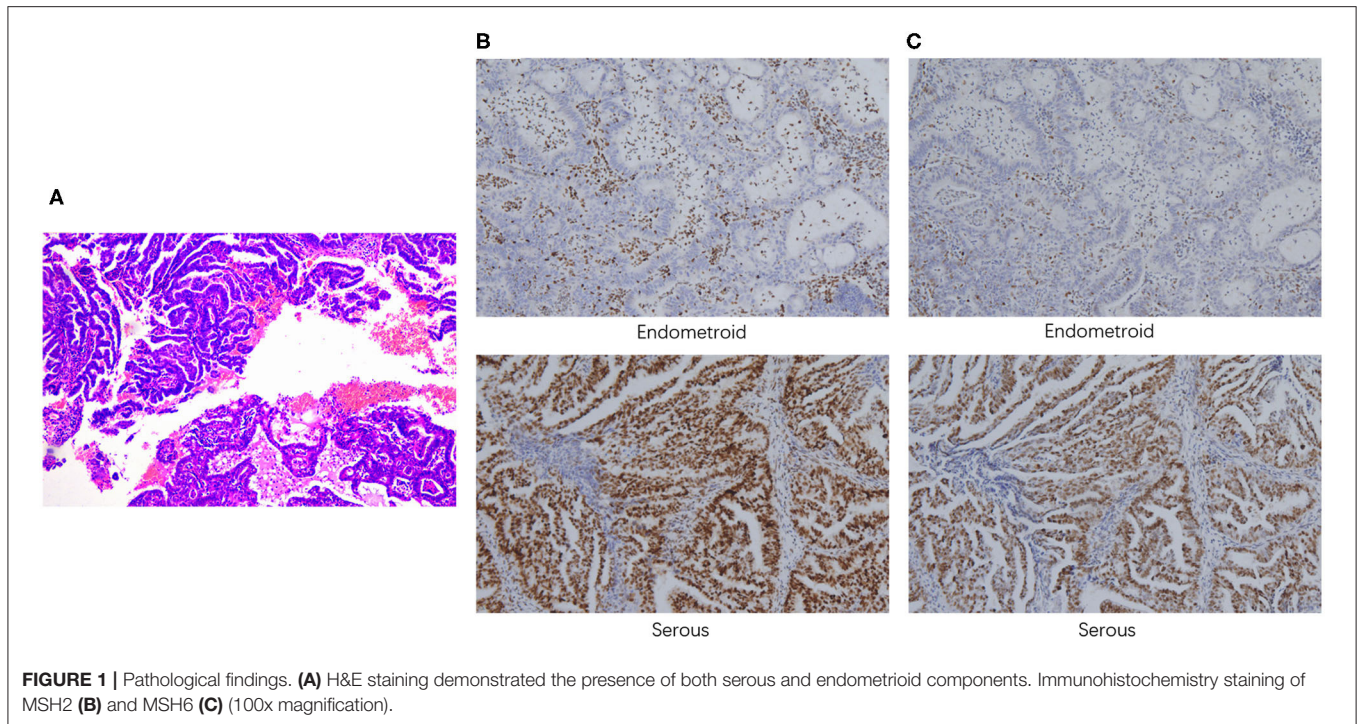 A
B
C
Endometroid
Endometroid
Serous
Serous
FIGURE 1 | Pathological findings. (A) H&E staining demonstrated the presence of both serous and endometrioid components. Immunohistochemistry staining of
MSH2 (B) and MSH6 (C) (100x magnification).